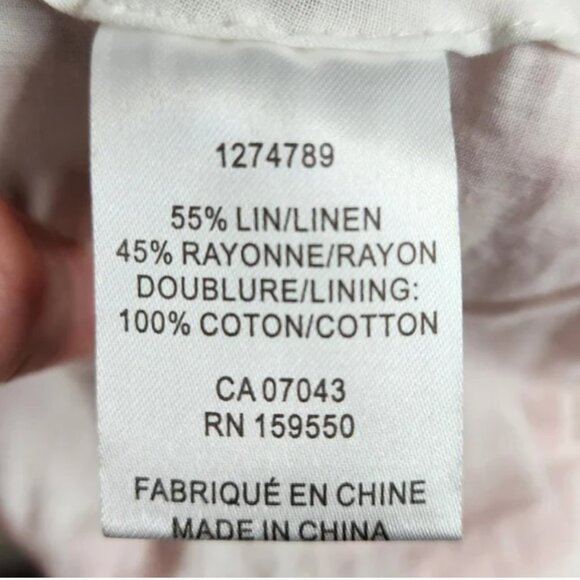 1274789
55% LIN/LINEN
45% RAYONNE/RAYON
DOUBLURE/LINING:
100% COTON/COTTON
CA 07043
RN 159550
FABRIQUÉ EN CHINE
MADE IN CHINA